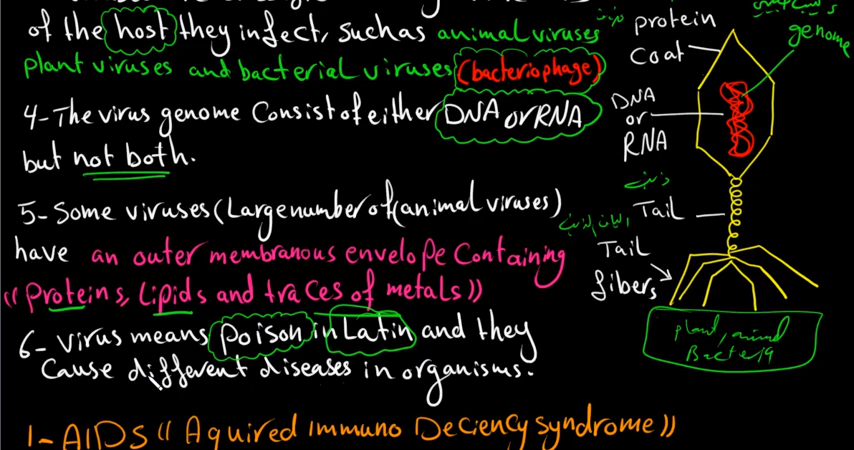 of the host they infect, such as animal viruses
plant viruses and bacterial viruses (bacteriophage)
4- The virus genome Consist of either DNA or RNA
but not both.
5- Some viruses (Large number of (animal viruses)
have an outer membranous envelope Containing
(( Proteins, Lipids and traces of metals ))
6- Virus means poison in Latin and they
Cause different diseases in organisms.
1- AIDS (( Aquired immuno Deciency syndrome ))
protein
Coat
genome
DNA
or
RNA
Tail
Tail
fibers
plant, animal
Bacteria